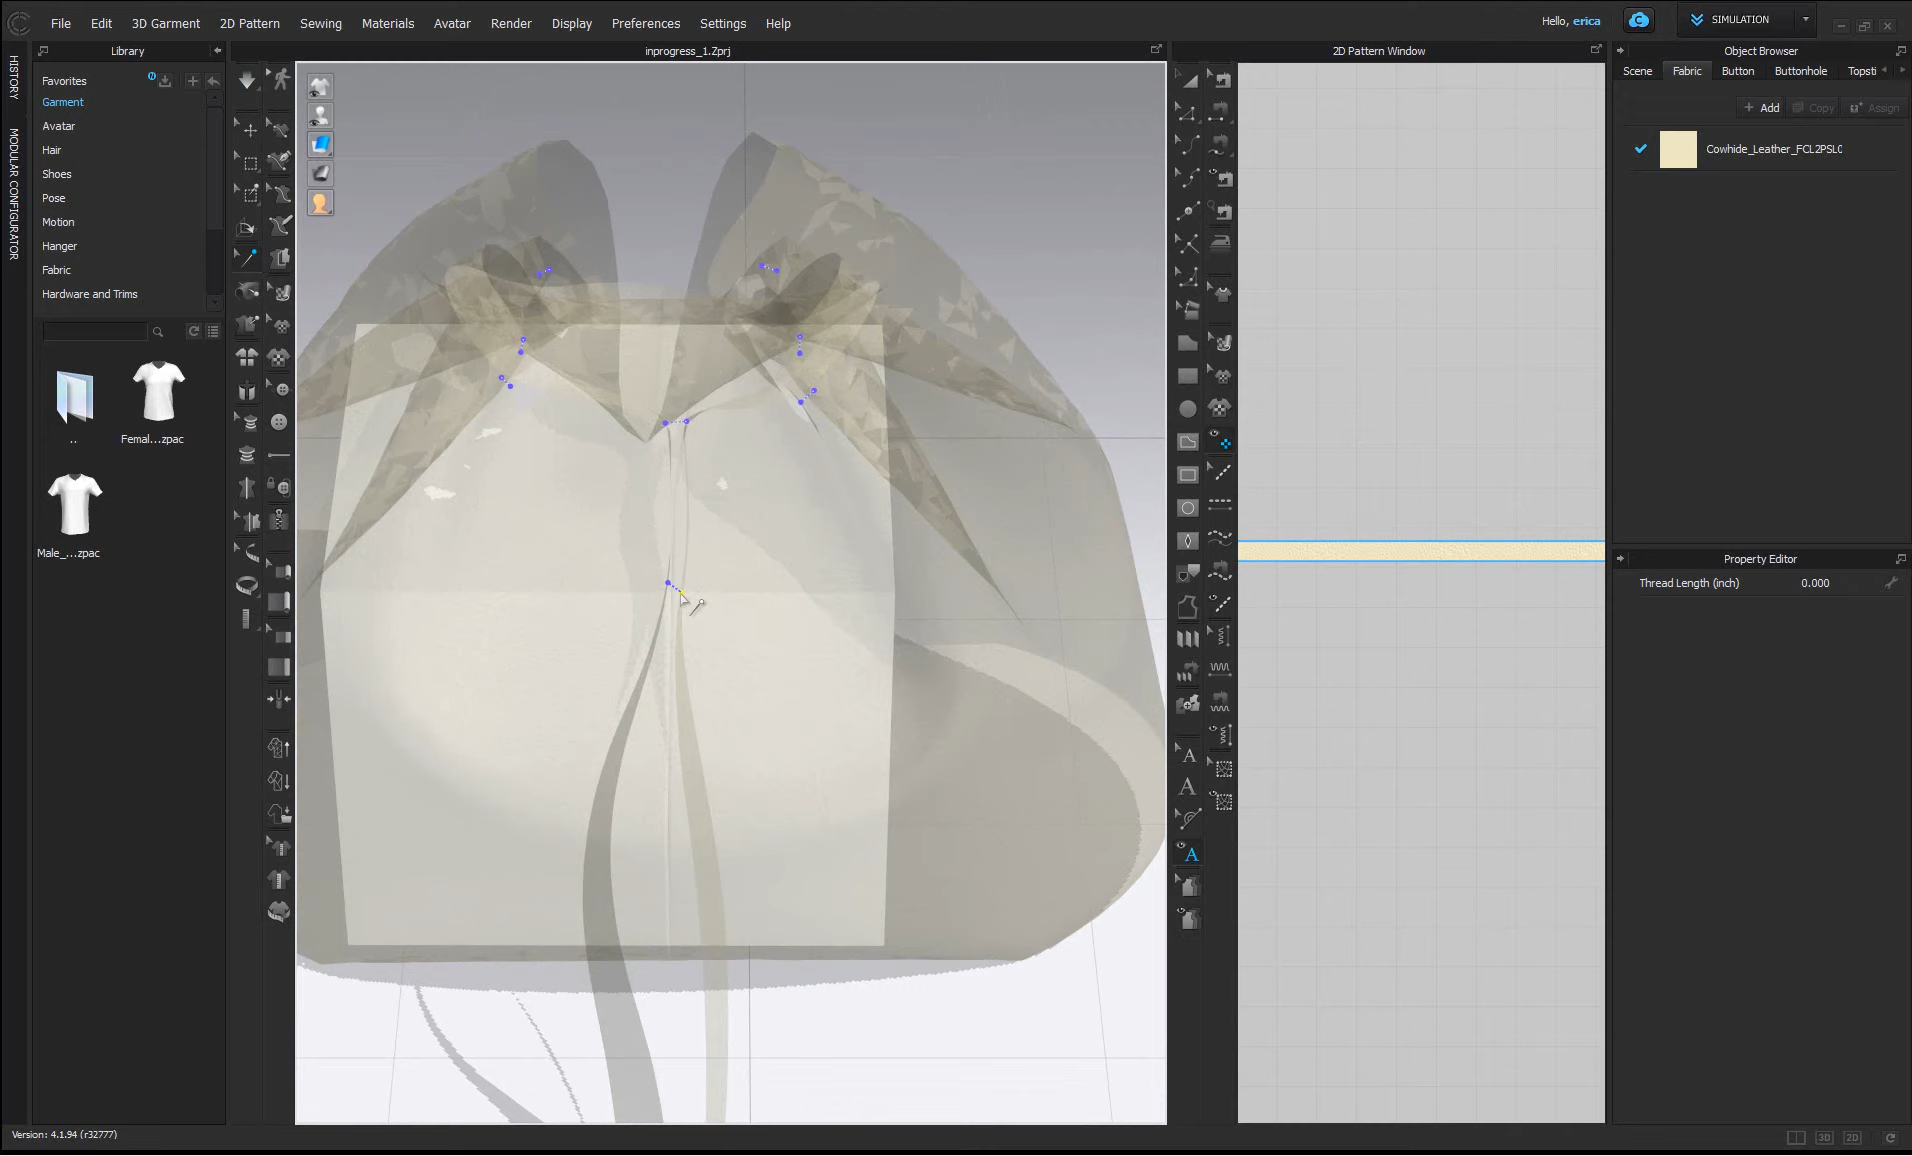 File Edit 3D Garment 2D Pattern Sewing Materials Avatar Render Display Preferences Settings Help
Hello, erica
SIMULATION
HISTORY
MODULAR CONFIGURATOR
Library
Favorites
Garment
Avatar
Hair
Shoes
Pose
Motion
Hanger
Fabric
Hardware and Trims
..
Femal...zpac
Male_...zpac
inprogress_1.Zprj
2D Pattern Window
Object Browser
Scene Fabric Button Buttonhole Topsti
Add Copy Assign
Cowhide_Leather_FCL2PSL0
Property Editor
Thread Length (inch) 0.000
A
A
A
Version: 4.1.94 (r32777)
3D 2D